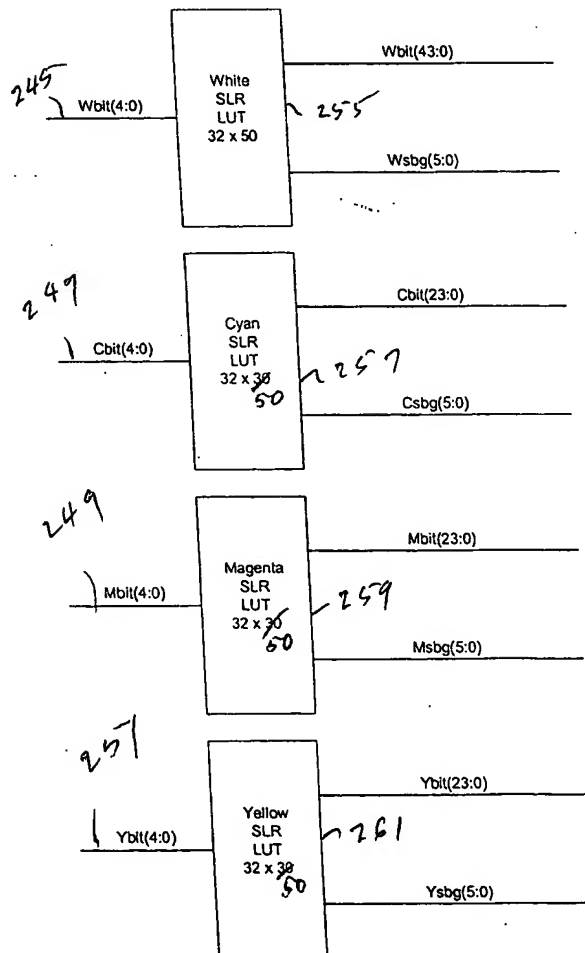 245
Wbit(4:0)
White
SLR
LUT
32 x 50
Wbit(43:0)
255
Wsbg(5:0)
249
Cbit(4:0)
Cyan
SLR
LUT
32 x 30
50
Cbit(23:0)
257
Csbg(5:0)
249
Mbit(4:0)
Magenta
SLR
LUT
32 x 30
50
Mbit(23:0)
259
Msbg(5:0)
251
Ybit(4:0)
Yellow
SLR
LUT
32 x 30
50
Ybit(23:0)
261
Ysbg(5:0)